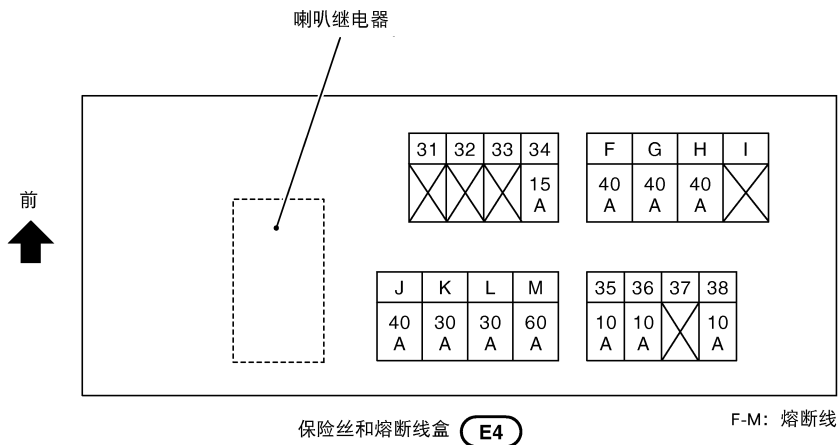 喇叭继电器
31 32 33 34
15 A
F G H I
40 A 40 A 40 A
前
J K L M
40 A 30 A 30 A 60 A
35 36 37 38
10 A 10 A 10 A
保险丝和熔断线盒 E4
F-M: 熔断线